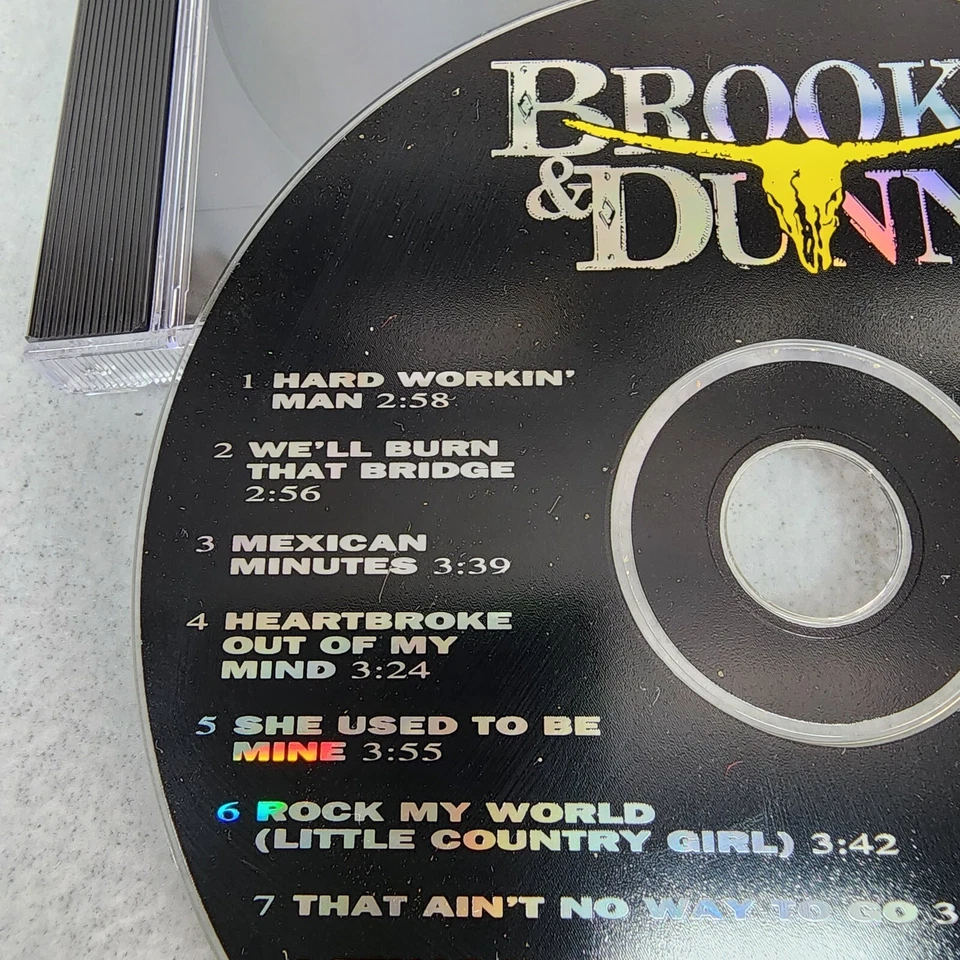 BROOK
& DUNN
1 HARD WORKIN'
MAN 2:58
2 WE'LL BURN
THAT BRIDGE
2:56
3 MEXICAN
MINUTES 3:39
4 HEARTBROKE
OUT OF MY
MIND 3:24
5 SHE USED TO BE
MINE 3:55
6 ROCK MY WORLD
(LITTLE COUNTRY GIRL) 3:42
7 THAT AIN'T NO WAY TO GO 3